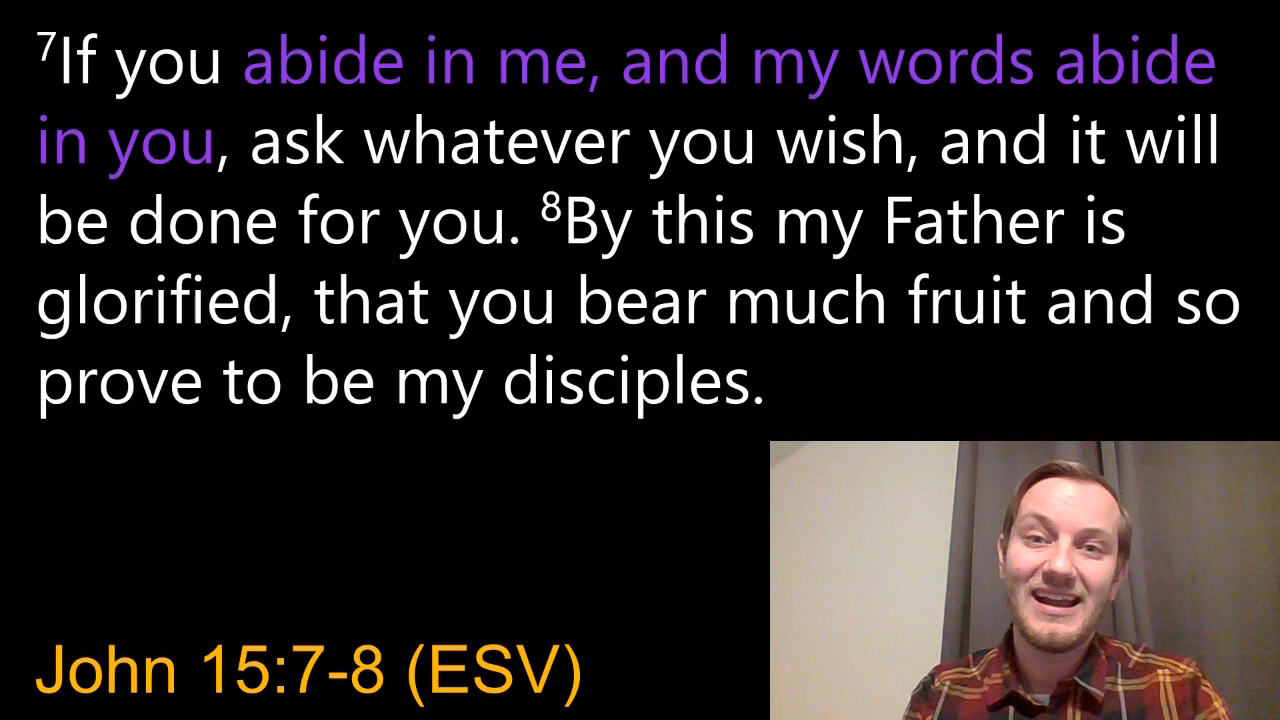 ⁷If you abide in me, and my words abide
in you, ask whatever you wish, and it will
be done for you. ⁸By this my Father is
glorified, that you bear much fruit and so
prove to be my disciples.
John 15:7-8 (ESV)